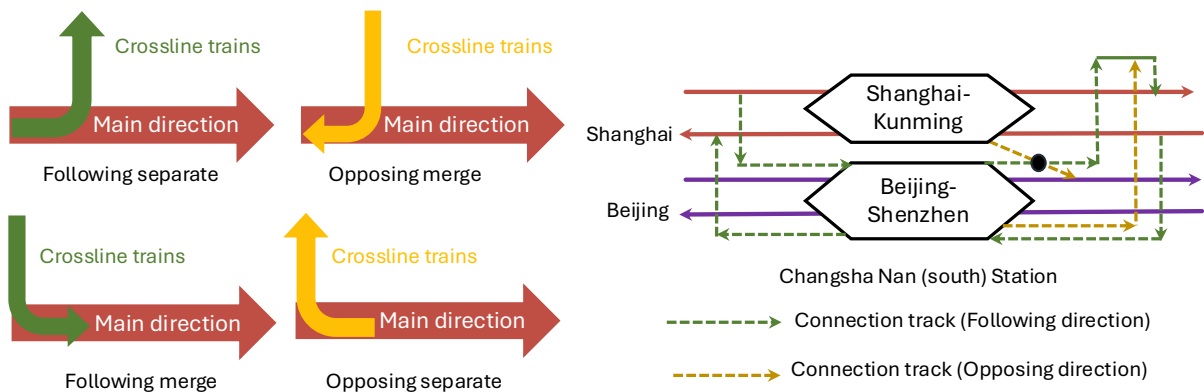 Crossline trains
Main direction
Following separate
Crossline trains
Main direction
Opposing merge
Crossline trains
Main direction
Following merge
Crossline trains
Main direction
Opposing separate
Shanghai-
Kunming
Shanghai
Beijing-
Shenzhen
Beijing
Changsha Nan (south) Station
Connection track (Following direction)
Connection track (Opposing direction)